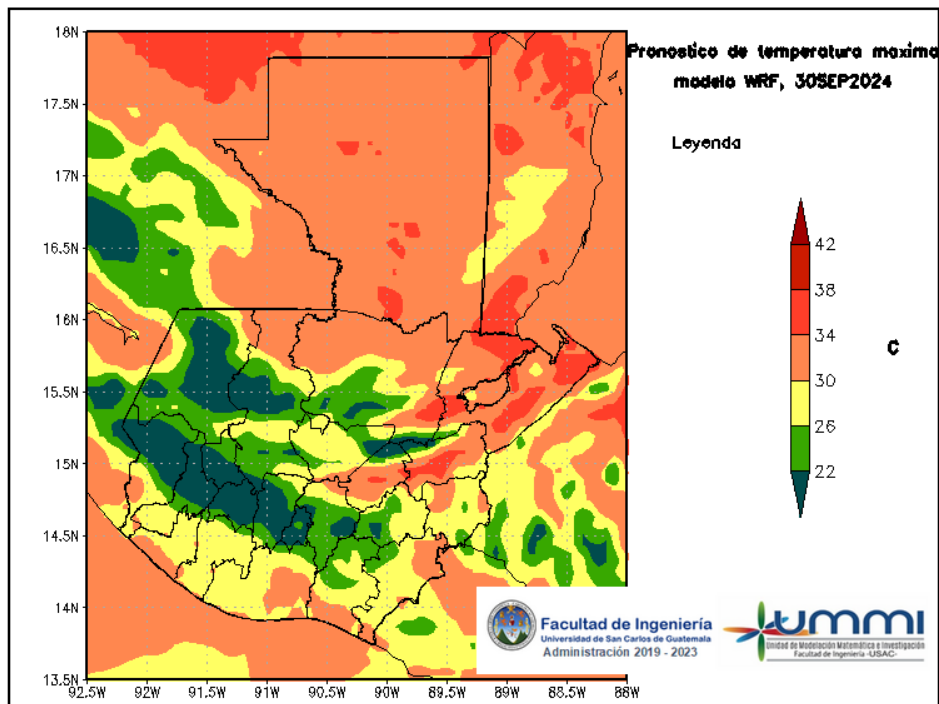 Pronostico de temperatura maxima
modelo WRF, 30SEP2024
Leyenda
42
38
34
30
26
22
C
18N
17.5N
17N
16.5N
16N
15.5N
15N
14.5N
14N
13.5N
92.5W
92W
91.5W
91W
90.5W
90W
89.5W
89W
88.5W
88W
Facultad de Ingeniería
Universidad de San Carlos de Guatemala
Administración 2019 - 2023
UMMI
Unidad de Modelación Matemática e Investigación
Facultad de Ingeniería -USAC-